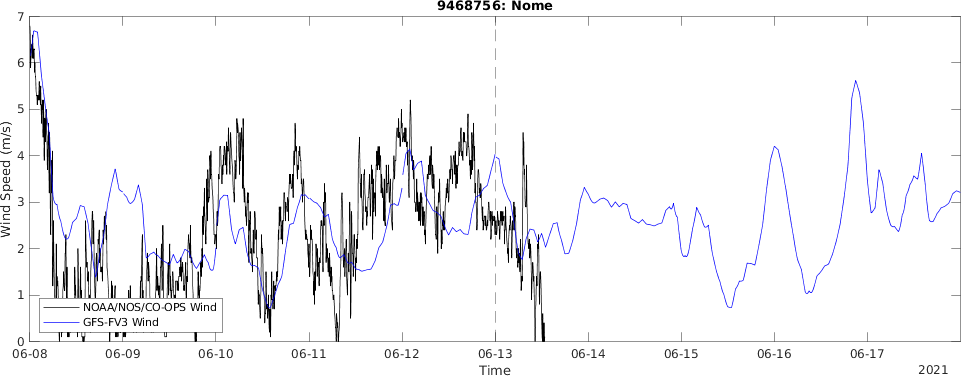 9468756: Nome
7
6
5
4
3
2
1
0
Wind Speed (m/s)
NOAA/NOS/CO-OPS Wind
GFS-FV3 Wind
06-08 06-09 06-10 06-11 06-12 06-13 06-14 06-15 06-16 06-17
Time
2021